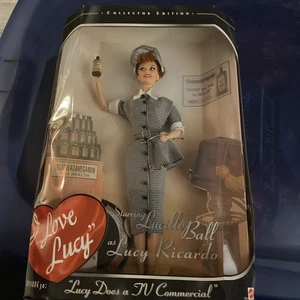 COLLECTOR EDITION
I Love
Lucy
Starring
Lucille Ball
as Lucy Ricardo
"Lucy Does a TV Commercial"